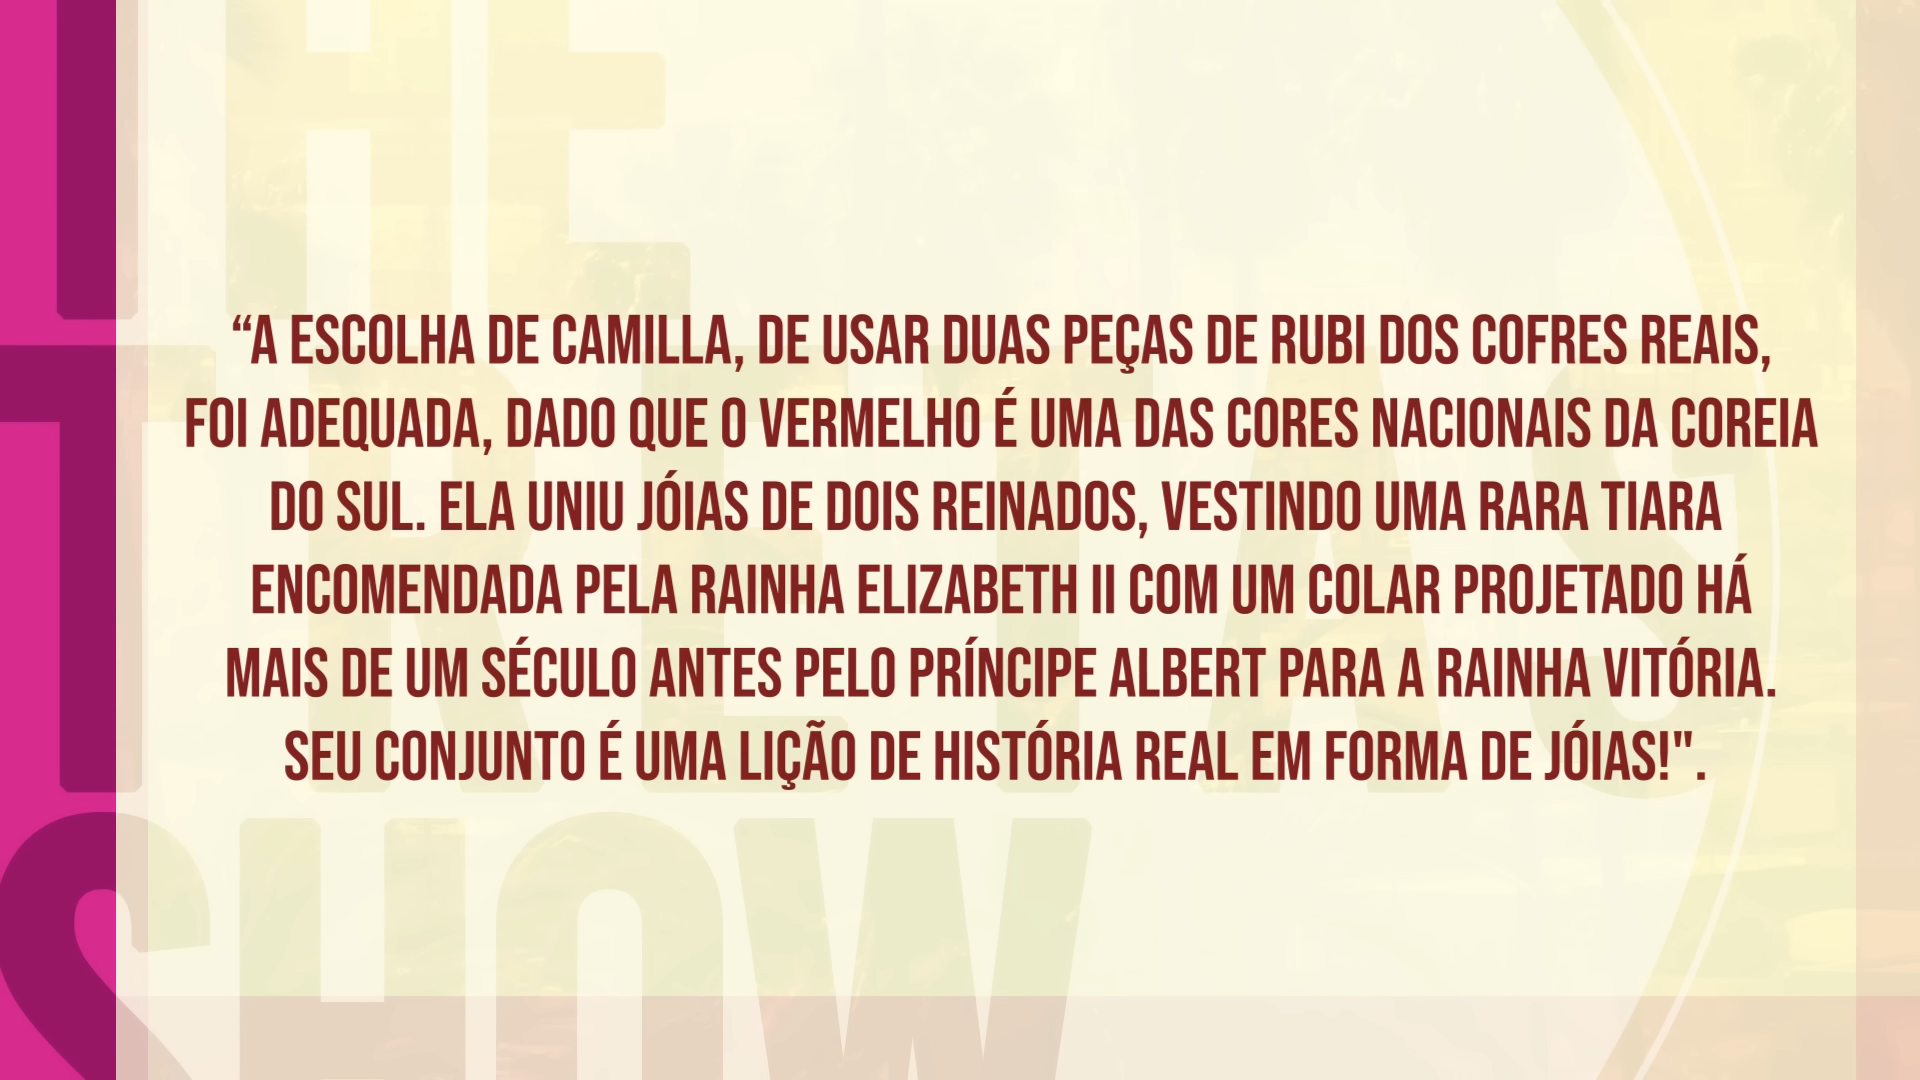 THE
TRETAS
SHOW
“A ESCOLHA DE CAMILLA, DE USAR DUAS PEÇAS DE RUBI DOS COFRES REAIS,
FOI ADEQUADA, DADO QUE O VERMELHO É UMA DAS CORES NACIONAIS DA COREIA
DO SUL. ELA UNIU JÓIAS DE DOIS REINADOS, VESTINDO UMA RARA TIARA
ENCOMENDADA PELA RAINHA ELIZABETH II COM UM COLAR PROJETADO HÁ
MAIS DE UM SÉCULO ANTES PELO PRÍNCIPE ALBERT PARA A RAINHA VITÓRIA.
SEU CONJUNTO É UMA LIÇÃO DE HISTÓRIA REAL EM FORMA DE JÓIAS!".